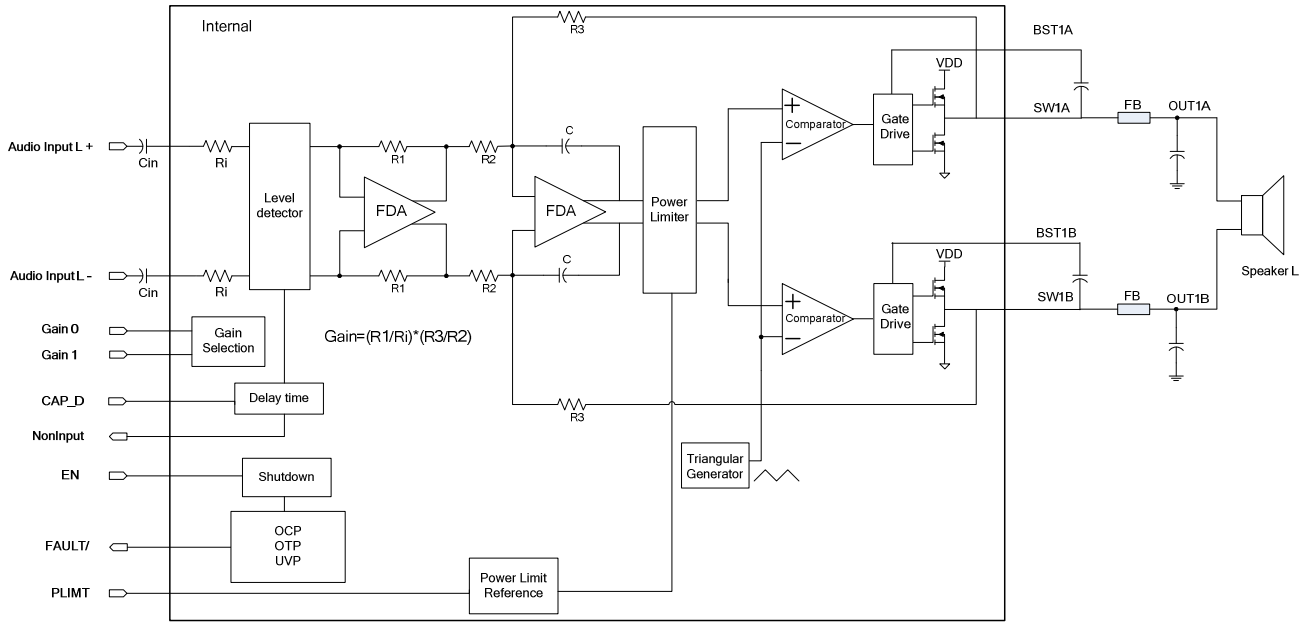 Internal
R3
BST1A
VDD
SW1A
FB
OUT1A
Comparator
Gate
Drive
Audio Input L +
Cin
Ri
Level
detector
R1
R2
C
FDA
FDA
Power
Limiter
Audio Input L -
Cin
Ri
R1
R2
C
BST1B
VDD
SW1B
FB
OUT1B
Speaker L
Comparator
Gate
Drive
Gain 0
Gain 1
Gain
Selection
Gain=(R1/Ri)*(R3/R2)
CAP_D
Delay time
R3
NonInput
EN
Shutdown
Triangular
Generator
FAULT/
OCP
OTP
UVP
PLIMT
Power Limit
Reference